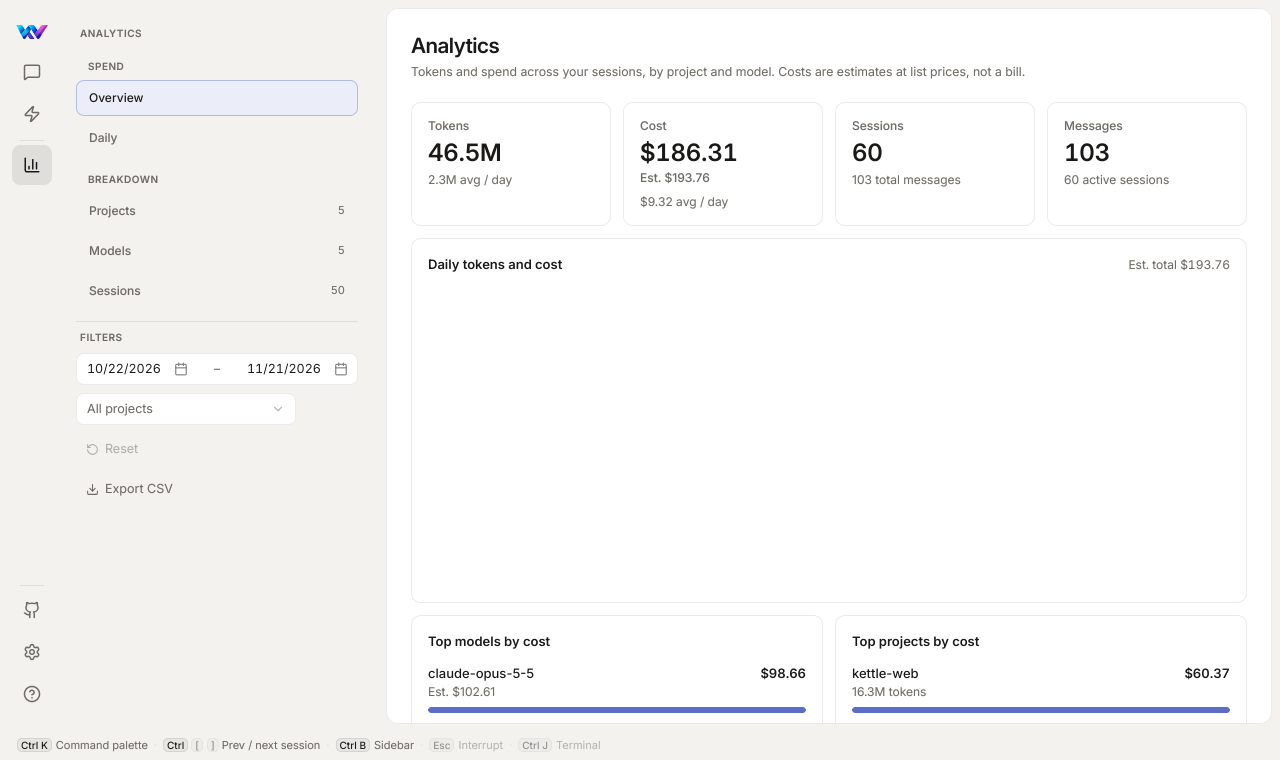 ANALYTICS
SPEND
Overview
Daily
BREAKDOWN
Projects 5
Models 5
Sessions 50
FILTERS
10/22/2026 – 11/21/2026
All projects
Reset
Export CSV
Analytics
Tokens and spend across your sessions, by project and model. Costs are estimates at list prices, not a bill.
Tokens
46.5M
2.3M avg / day
Cost
$186.31
Est. $193.76
$9.32 avg / day
Sessions
60
103 total messages
Messages
103
60 active sessions
Daily tokens and cost
Est. total $193.76
Top models by cost
claude-opus-5-5 $98.66
Est. $102.61
Top projects by cost
kettle-web $60.37
16.3M tokens
Ctrl K Command palette · Ctrl [ ] Prev / next session · Ctrl B Sidebar · Esc Interrupt · Ctrl J Terminal